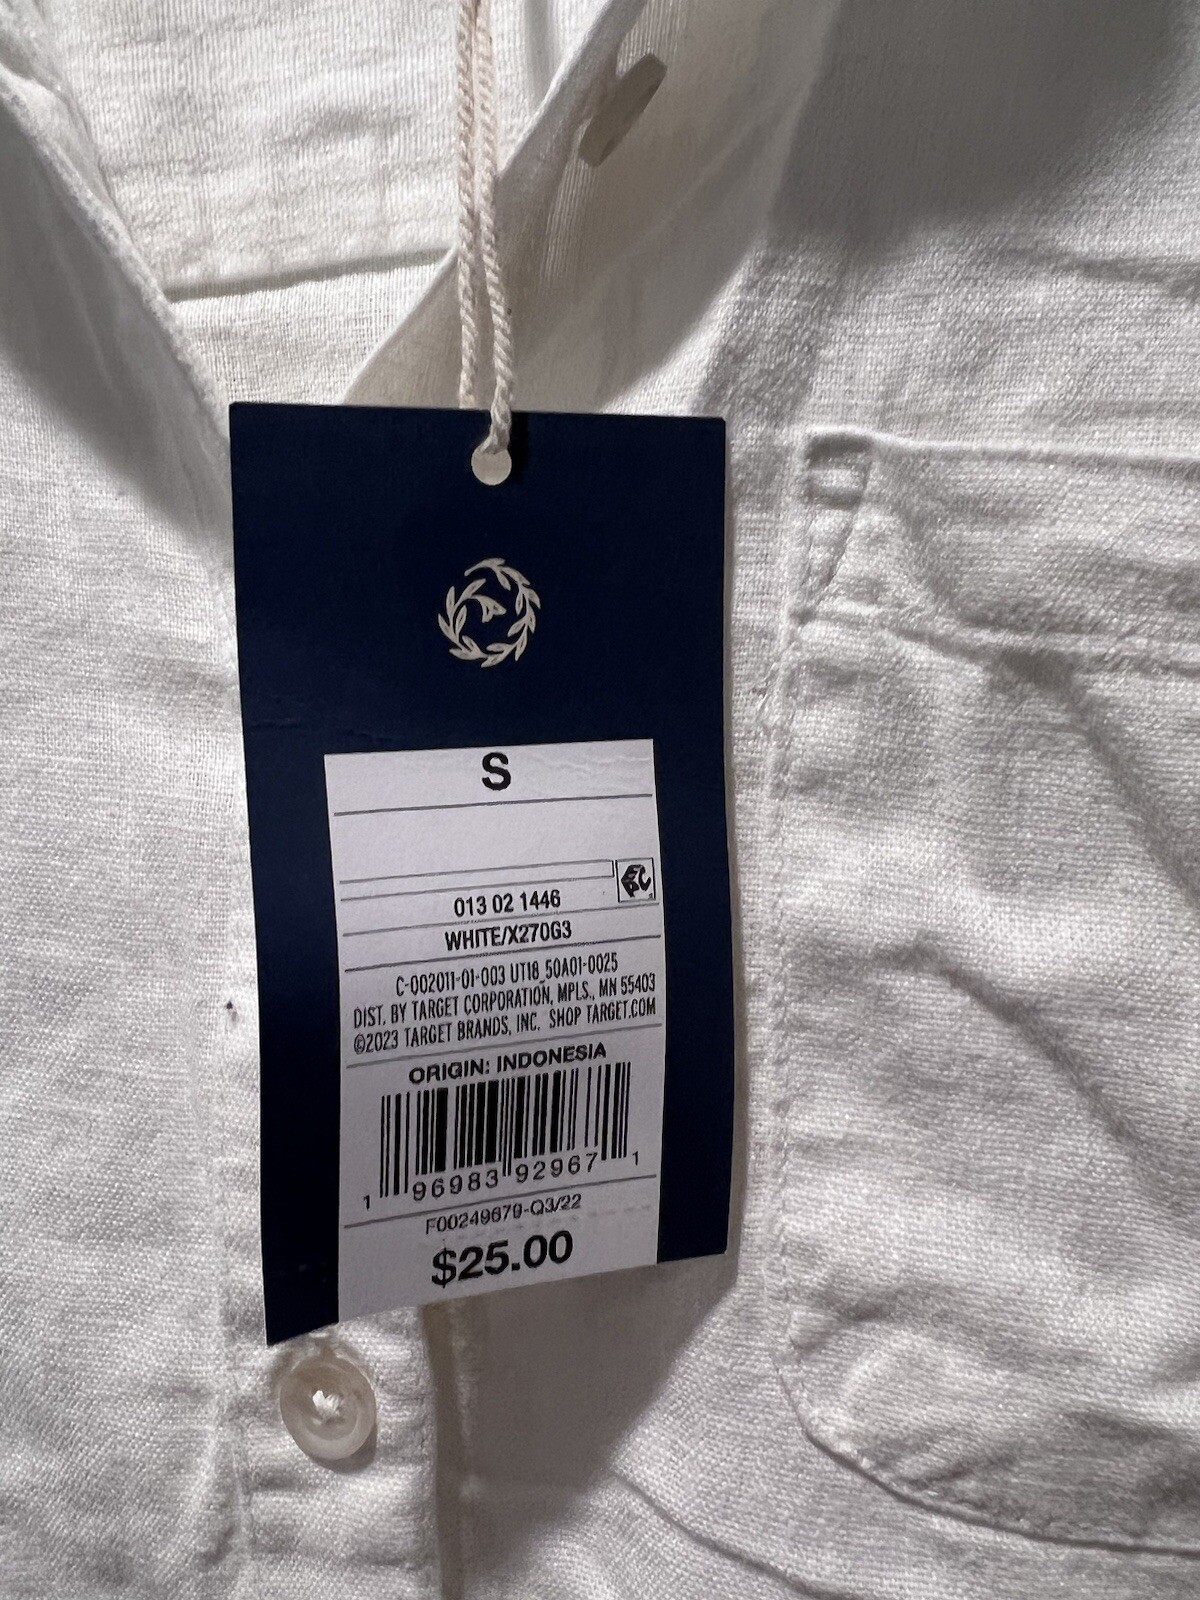 S
EPC
013 02 1446
WHITE/X270G3
C-002011-01-003 UT18_50A01-0025
DIST. BY TARGET CORPORATION, MPLS., MN 55403
©2023 TARGET BRANDS, INC. SHOP TARGET.COM
ORIGIN: INDONESIA
1 96983 92967 1
F00249679-Q3/22
$25.00